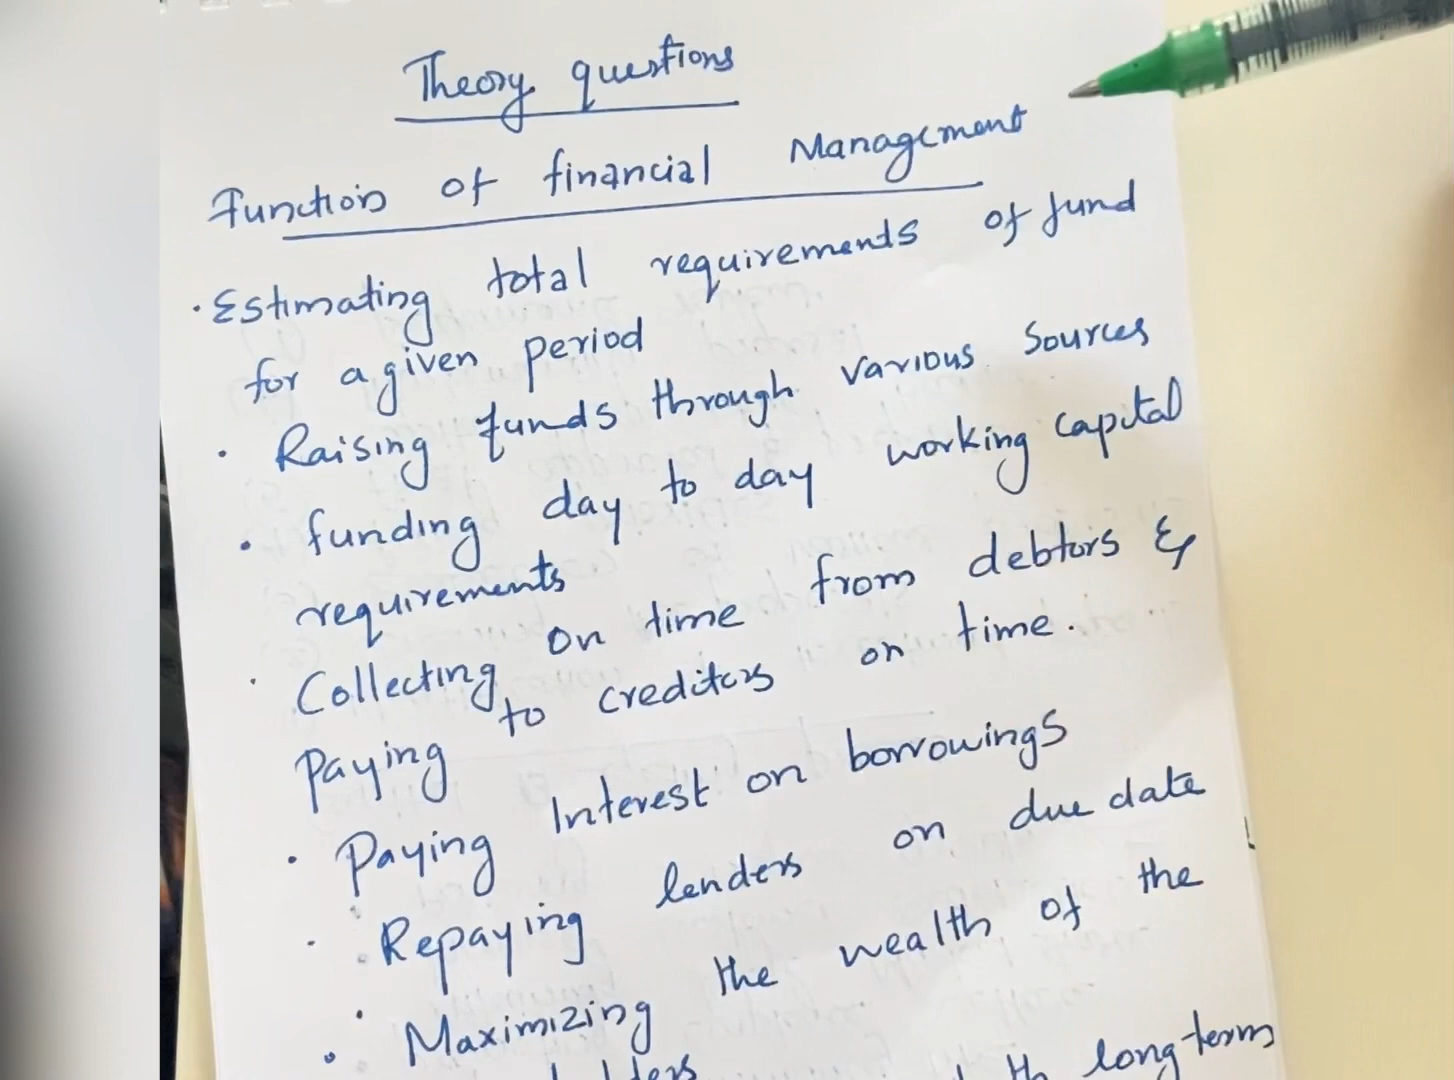 Theory questions
Function of financial Management
· Estimating total requirements of fund
for a given period
· Raising funds through various sources
· funding day to day working capital
requirements
· Collecting on time from debtors &
Paying to creditors on time.
· Paying Interest on borrowings
· Repaying lenders on due date
· Maximizing the wealth of the
long term